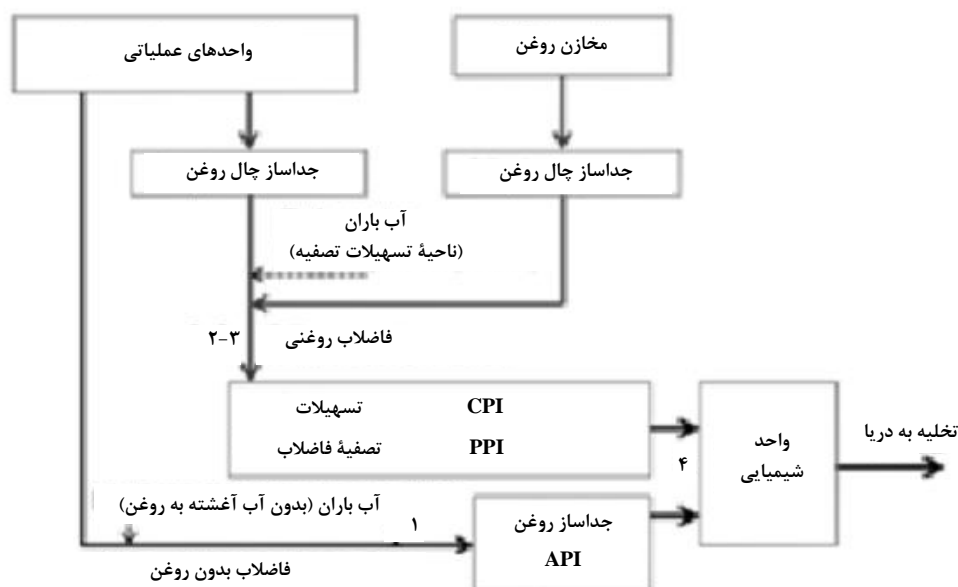 واحدهای عملیاتی
مخازن روغن
جداساز چال روغن
جداساز چال روغن
آب باران
(ناحیۀ تسهیلات تصفیه)
۲-۳
فاضلاب روغنی
تسهیلات CPI
تصفیۀ فاضلاب PPI
واحد
شیمیایی
تخلیه به دریا
۴
آب باران (بدون آب آغشته به روغن)
۱
جداساز روغن
API
فاضلاب بدون روغن